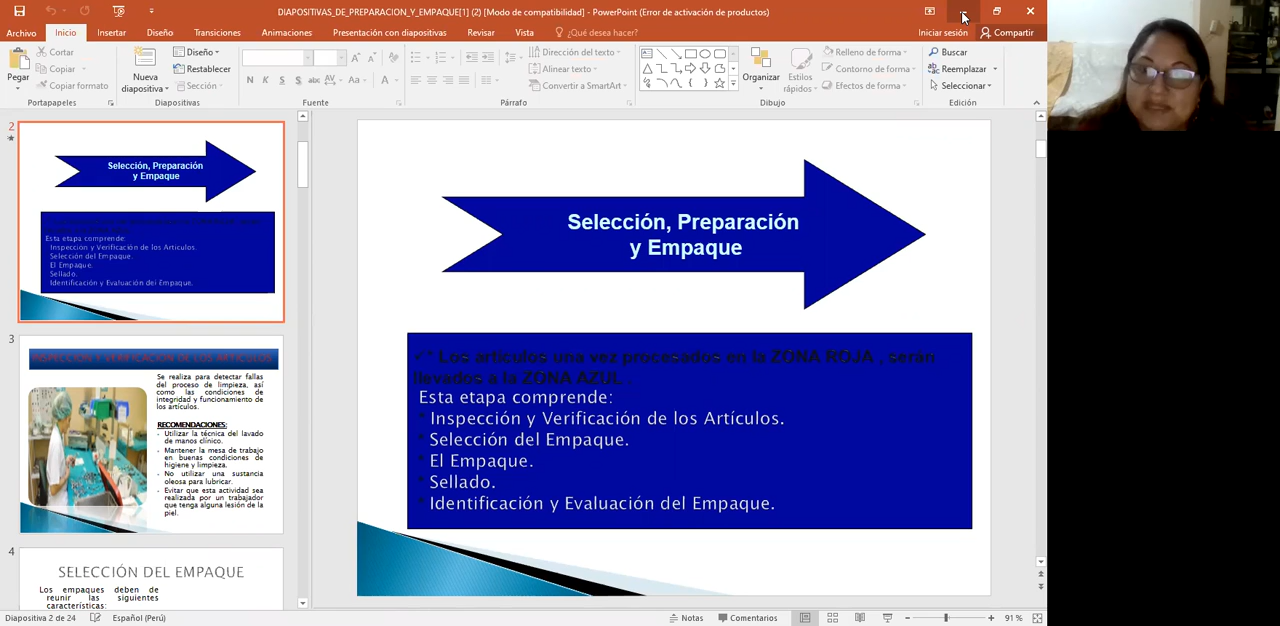 DIAPOSITIVAS_DE_PREPARACION_Y_EMPAQUE[1] (2) [Modo de compatibilidad] - PowerPoint (Error de activación de productos)
Archivo Inicio Insertar Diseño Transiciones Animaciones Presentación con diapositivas Revisar Vista ¿Qué desea hacer? Iniciar sesión Compartir
Pegar
Cortar
Copiar
Copiar formato
Portapapeles
Nueva
diapositiva
Diseño
Restablecer
Sección
Diapositivas
N K S S abc AV Aa A
Fuente
Dirección del texto
Alinear texto
Convertir a SmartArt
Párrafo
Organizar
Estilos
rápidos
Relleno de forma
Contorno de forma
Efectos de forma
Dibujo
Buscar
Reemplazar
Seleccionar
Edición
2
Selección, Preparación
y Empaque
Esta etapa comprende:
Inspección y Verificación de los Artículos.
Selección del Empaque.
El Empaque.
Sellado.
Identificación y Evaluación del Empaque.
3
INSPECCION Y VERIFICACION DE LOS ARTICULOS
Se realiza para detectar fallas
del proceso de limpieza, así
como las condiciones de
integridad y funcionamiento de
los artículos.
RECOMENDACIONES:
- Utilizar la técnica del lavado
de manos clínico.
- Mantener la mesa de trabajo
en buenas condiciones de
higiene y limpieza.
- No utilizar una sustancia
oleosa para lubricar.
- Evitar que esta actividad sea
realizada por un trabajador
que tenga alguna lesión de la
piel.
4
SELECCIÓN DEL EMPAQUE
Los empaques deben de
reunir las siguientes
características:
Selección, Preparación
y Empaque
✓* Los artículos una vez procesados en la ZONA ROJA , serán
llevados a la ZONA AZUL .
Esta etapa comprende:
* Inspección y Verificación de los Artículos.
* Selección del Empaque.
* El Empaque.
* Sellado.
* Identificación y Evaluación del Empaque.
Diapositiva 2 de 24 Español (Perú) Notas Comentarios 91 %